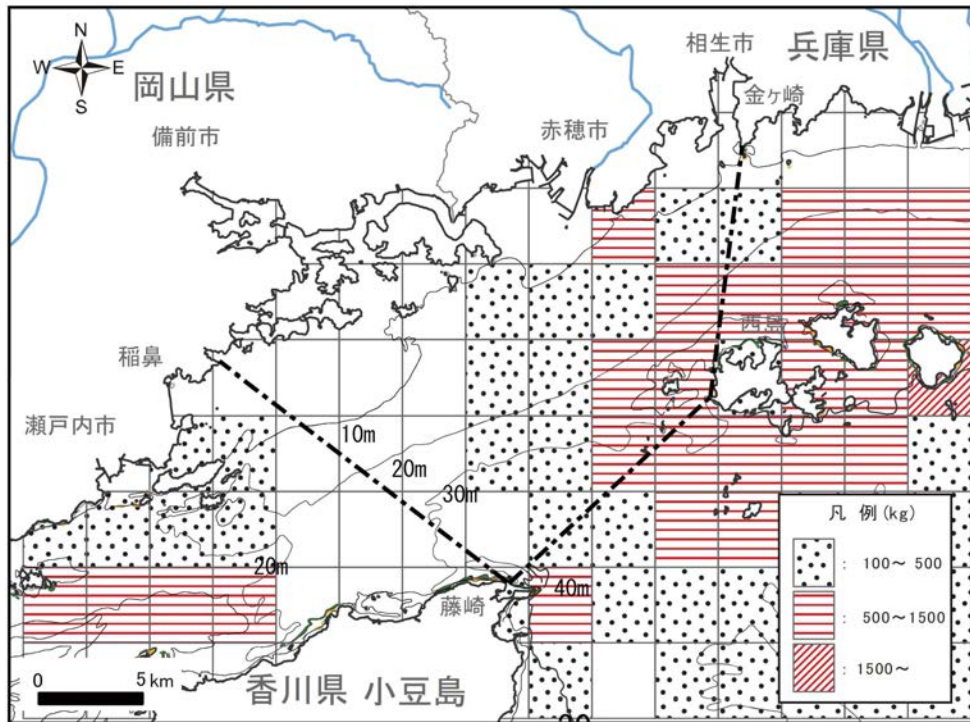 N
W E
S
岡山県
備前市
赤穂市
相生市
兵庫県
金ヶ崎
西島
稲鼻
瀬戸内市
10m
20m
30m
20m
40m
藤崎
香川県 小豆島
0 5km
凡 例(kg)
: 100~ 500
: 500~1500
: 1500~